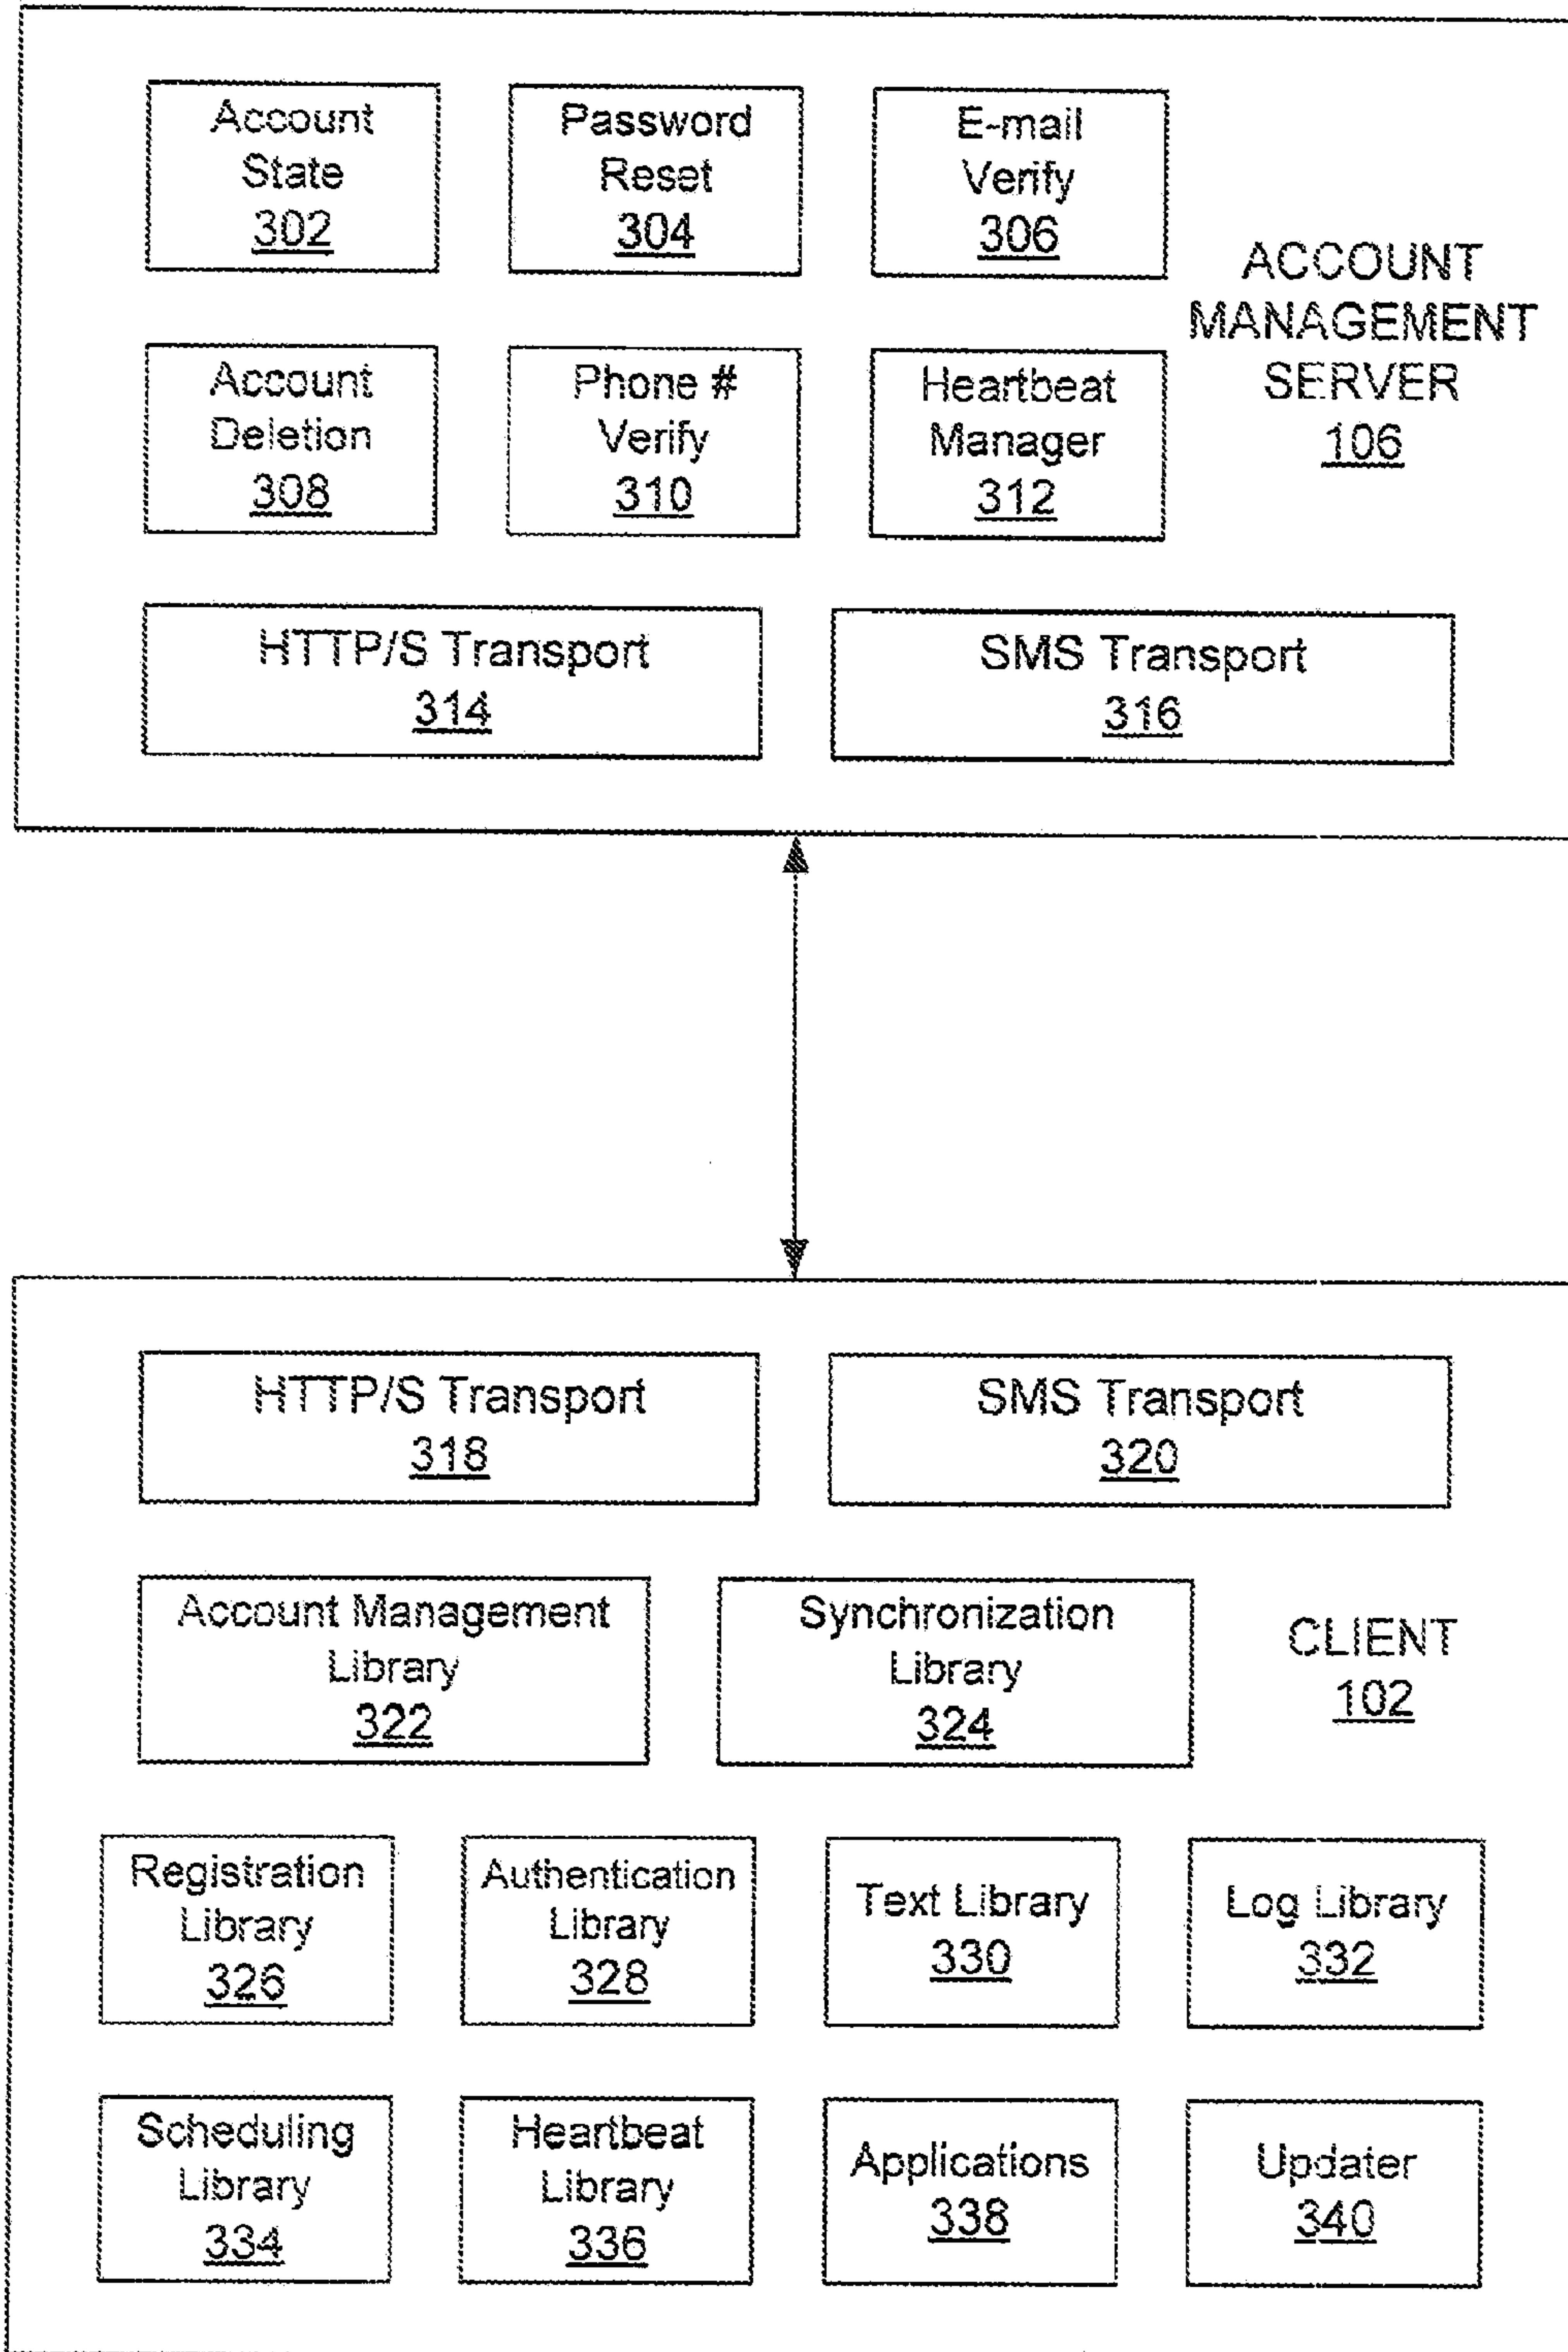 Account
State
302
Password
Reset
304
E-mail
Verify
306
ACCOUNT
MANAGEMENT
SERVER
106
Account
Deletion
308
Phone #
Verify
310
Heartbeat
Manager
312
HTTP/S Transport
314
SMS Transport
316
HTTP/S Transport
318
SMS Transport
320
Account Management
Library
322
Synchronization
Library
324
CLIENT
102
Registration
Library
326
Authentication
Library
328
Text Library
330
Log Library
332
Scheduling
Library
334
Heartbeat
Library
336
Applications
338
Updater
340